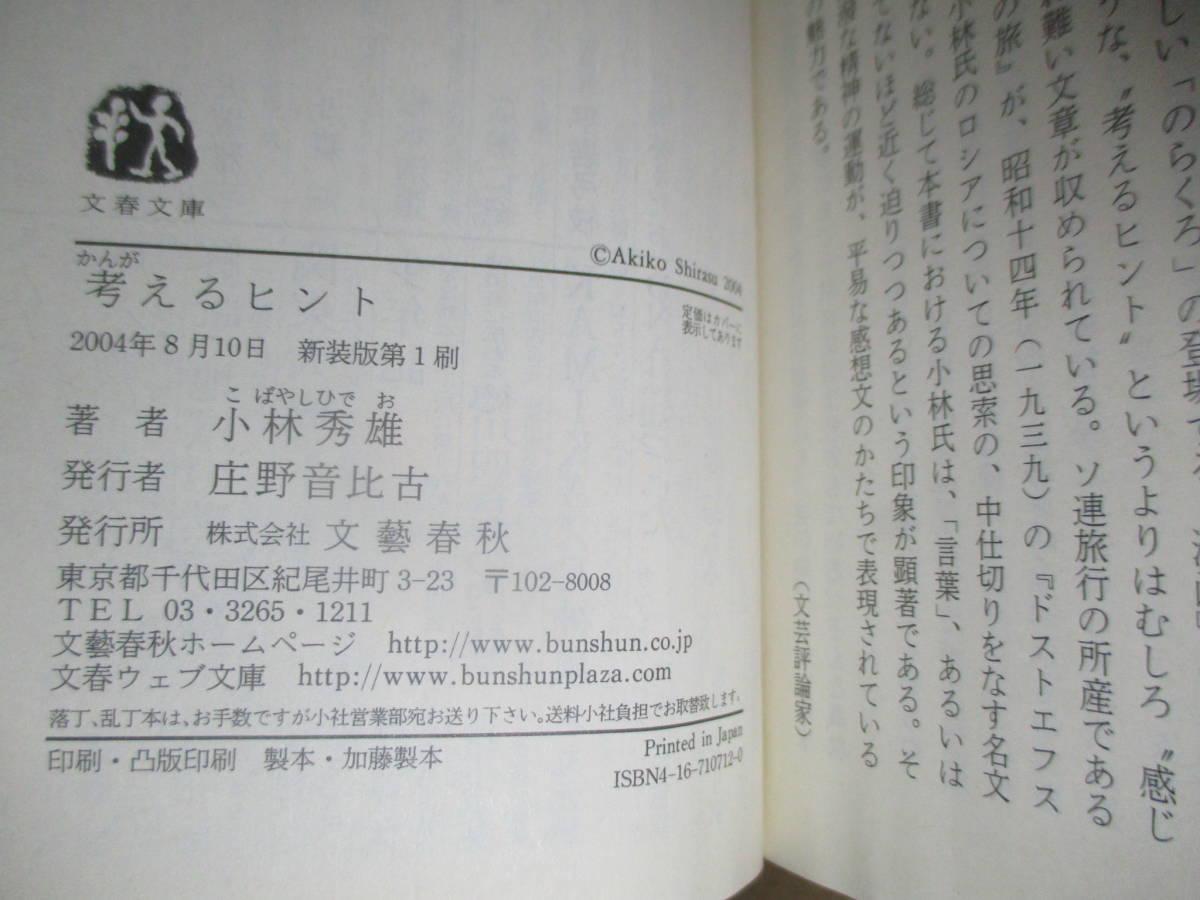 しい「のらくろ」の登場で
りな、〝考えるヒント〟というよりはむしろ〝感じ
難い文章が収められている。ソ連旅行の所産である
の旅』が、昭和十四年（一九三九）の『ドストエフス
小林氏のロシアについての思索の、中仕切りをなす名文
ない。総じて本書における小林氏は、「言葉」、あるいは
てないほど近く迫りつつあるという印象が顕著である。そ
な精神の運動が、平易な感想文のかたちで表現されている
の魅力である。
（文芸評論家）
文春文庫
©Akiko Shirasu 2004
定価はカバーに
表示してあります
かんが
考えるヒント
2004年8月10日 新装版第1刷
こ ばやしひで お
著者 小林秀雄
発行者 庄野音比古
発行所 株式会社 文藝春秋
東京都千代田区紀尾井町3-23 〒102-8008
TEL 03・3265・1211
文藝春秋ホームページ http://www.bunshun.co.jp
文春ウェブ文庫 http://www.bunshunplaza.com
落丁、乱丁本は、お手数ですが小社営業部宛お送り下さい。送料小社負担でお取替致します。
印刷・凸版印刷 製本・加藤製本
Printed in Japan
ISBN4-16-710712-0